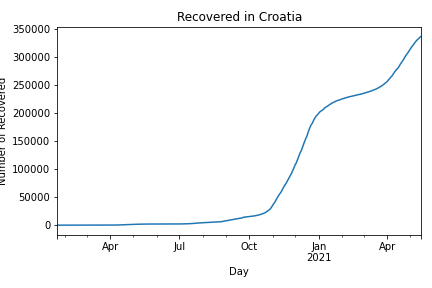 Recovered in Croatia
350000
300000
250000
200000
150000
100000
50000
0
Number of Recovered
Apr Jul Oct Jan Apr
2021
Day